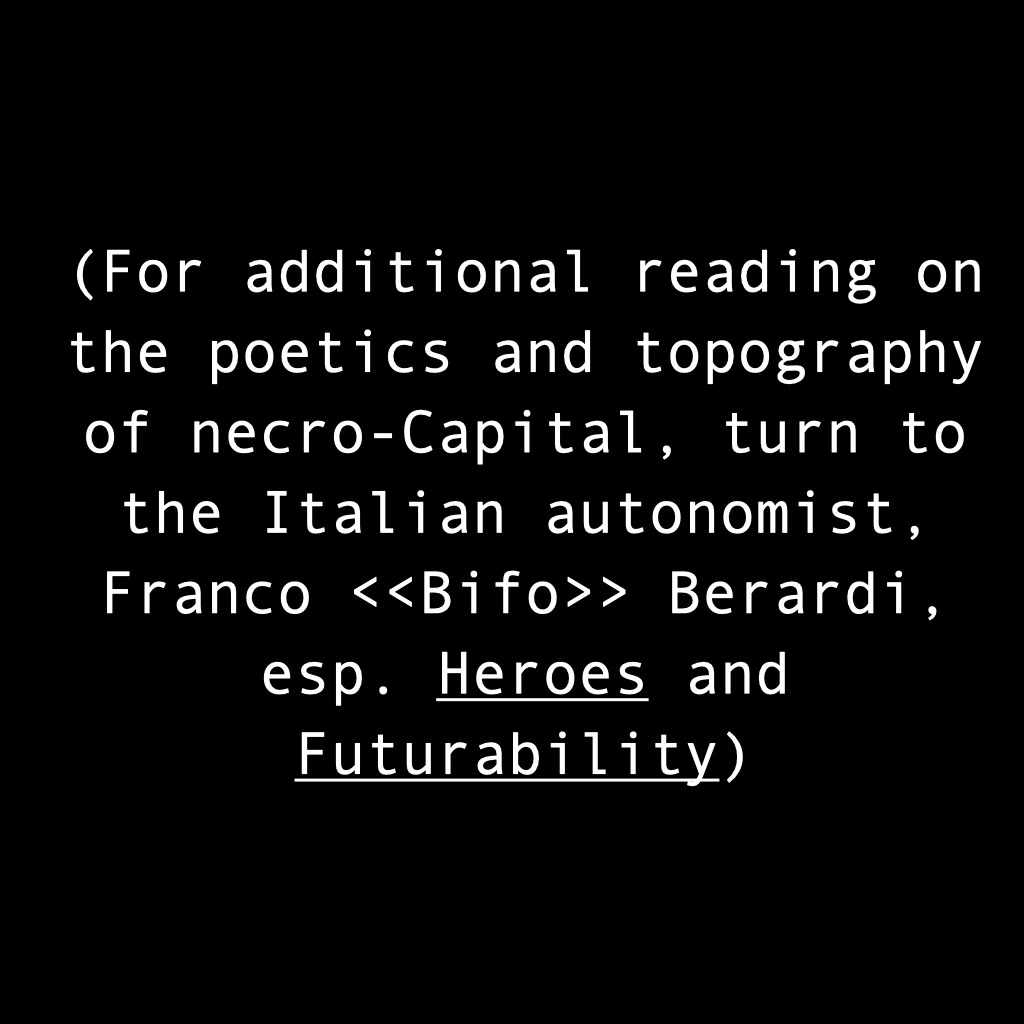 (For additional reading on
the poetics and topography
of necro-Capital, turn to
the Italian autonomist,
Franco <<Bifo>> Berardi,
esp. Heroes and
Futurability)